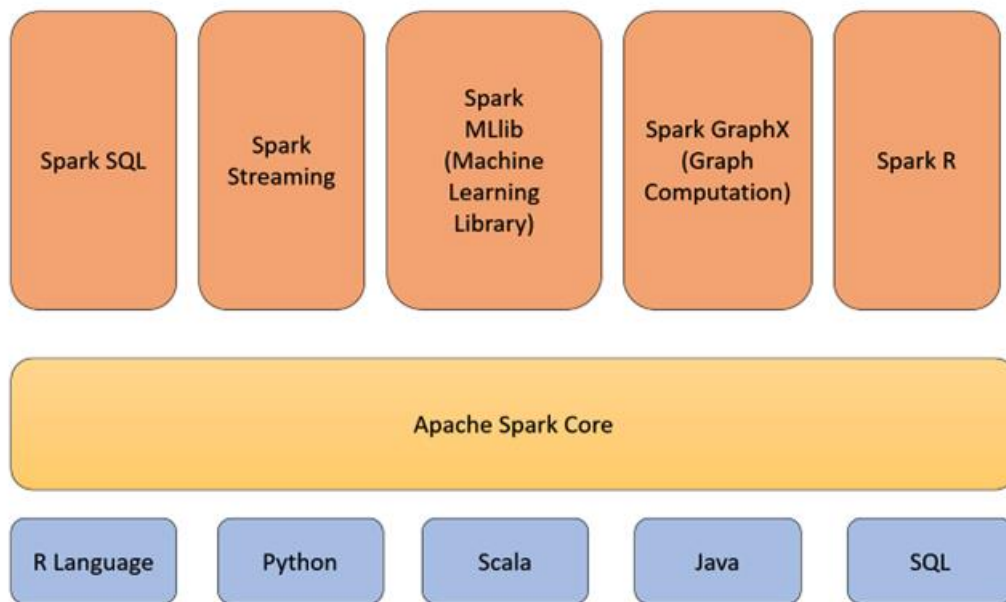 Spark SQL
Spark
Streaming
Spark
MLlib
(Machine
Learning
Library)
Spark GraphX
(Graph
Computation)
Spark R
Apache Spark Core
R Language
Python
Scala
Java
SQL